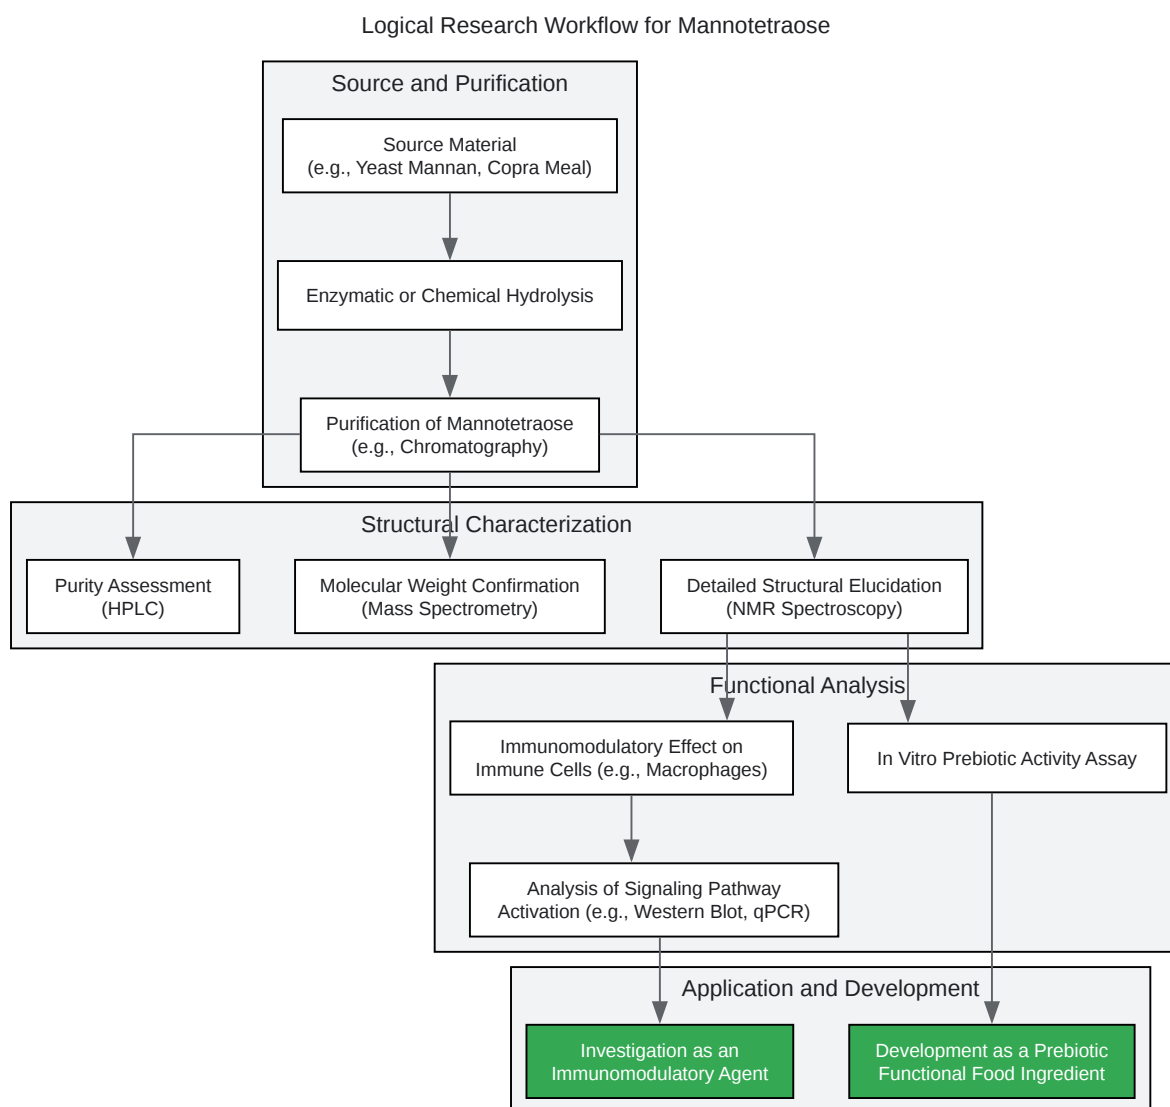 Logical Research Workflow for Mannotetraose
Source and Purification
Source Material
(e.g., Yeast Mannan, Copra Meal)
Enzymatic or Chemical Hydrolysis
Purification of Mannotetraose
(e.g., Chromatography)
Structural Characterization
Purity Assessment
(HPLC)
Molecular Weight Confirmation
(Mass Spectrometry)
Detailed Structural Elucidation
(NMR Spectroscopy)
Functional Analysis
Immunomodulatory Effect on
Immune Cells (e.g., Macrophages)
In Vitro Prebiotic Activity Assay
Analysis of Signaling Pathway
Activation (e.g., Western Blot, qPCR)
Application and Development
Investigation as an
Immunomodulatory Agent
Development as a Prebiotic
Functional Food Ingredient